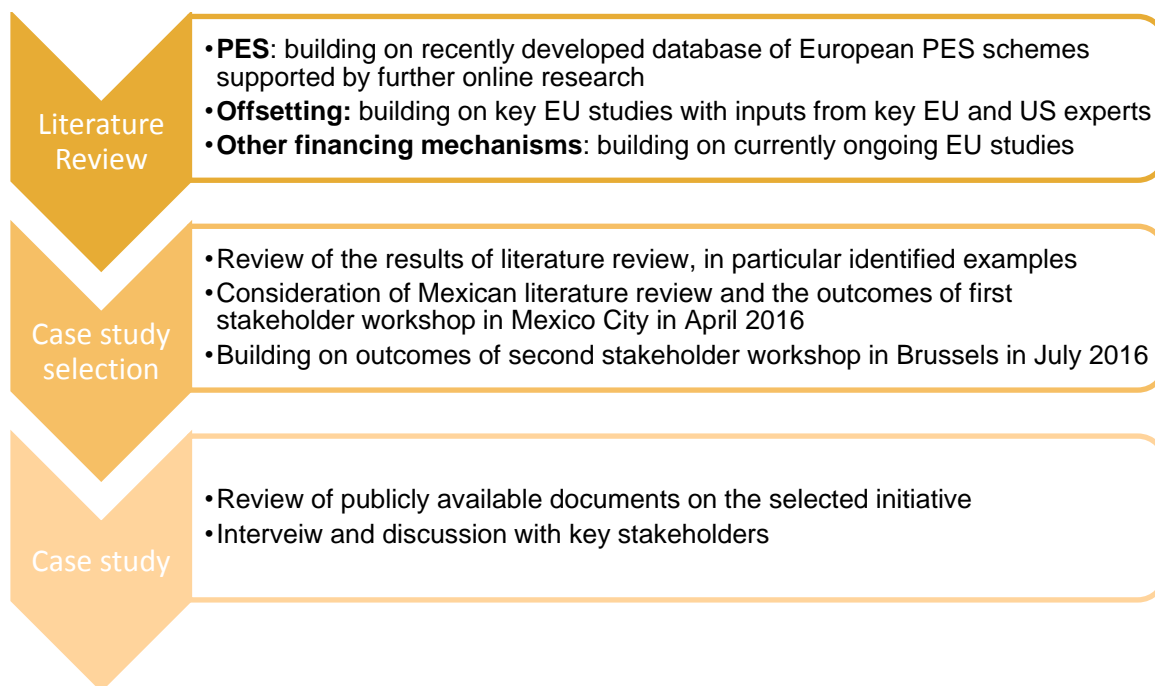 Literature
Review
•PES: building on recently developed database of European PES schemes
supported by further online research
•Offsetting: building on key EU studies with inputs from key EU and US experts
•Other financing mechanisms: building on currently ongoing EU studies
Case study
selection
•Review of the results of literature review, in particular identified examples
•Consideration of Mexican literature review and the outcomes of first
stakeholder workshop in Mexico City in April 2016
•Building on outcomes of second stakeholder workshop in Brussels in July 2016
Case study
•Review of publicly available documents on the selected initiative
•Interveiw and discussion with key stakeholders